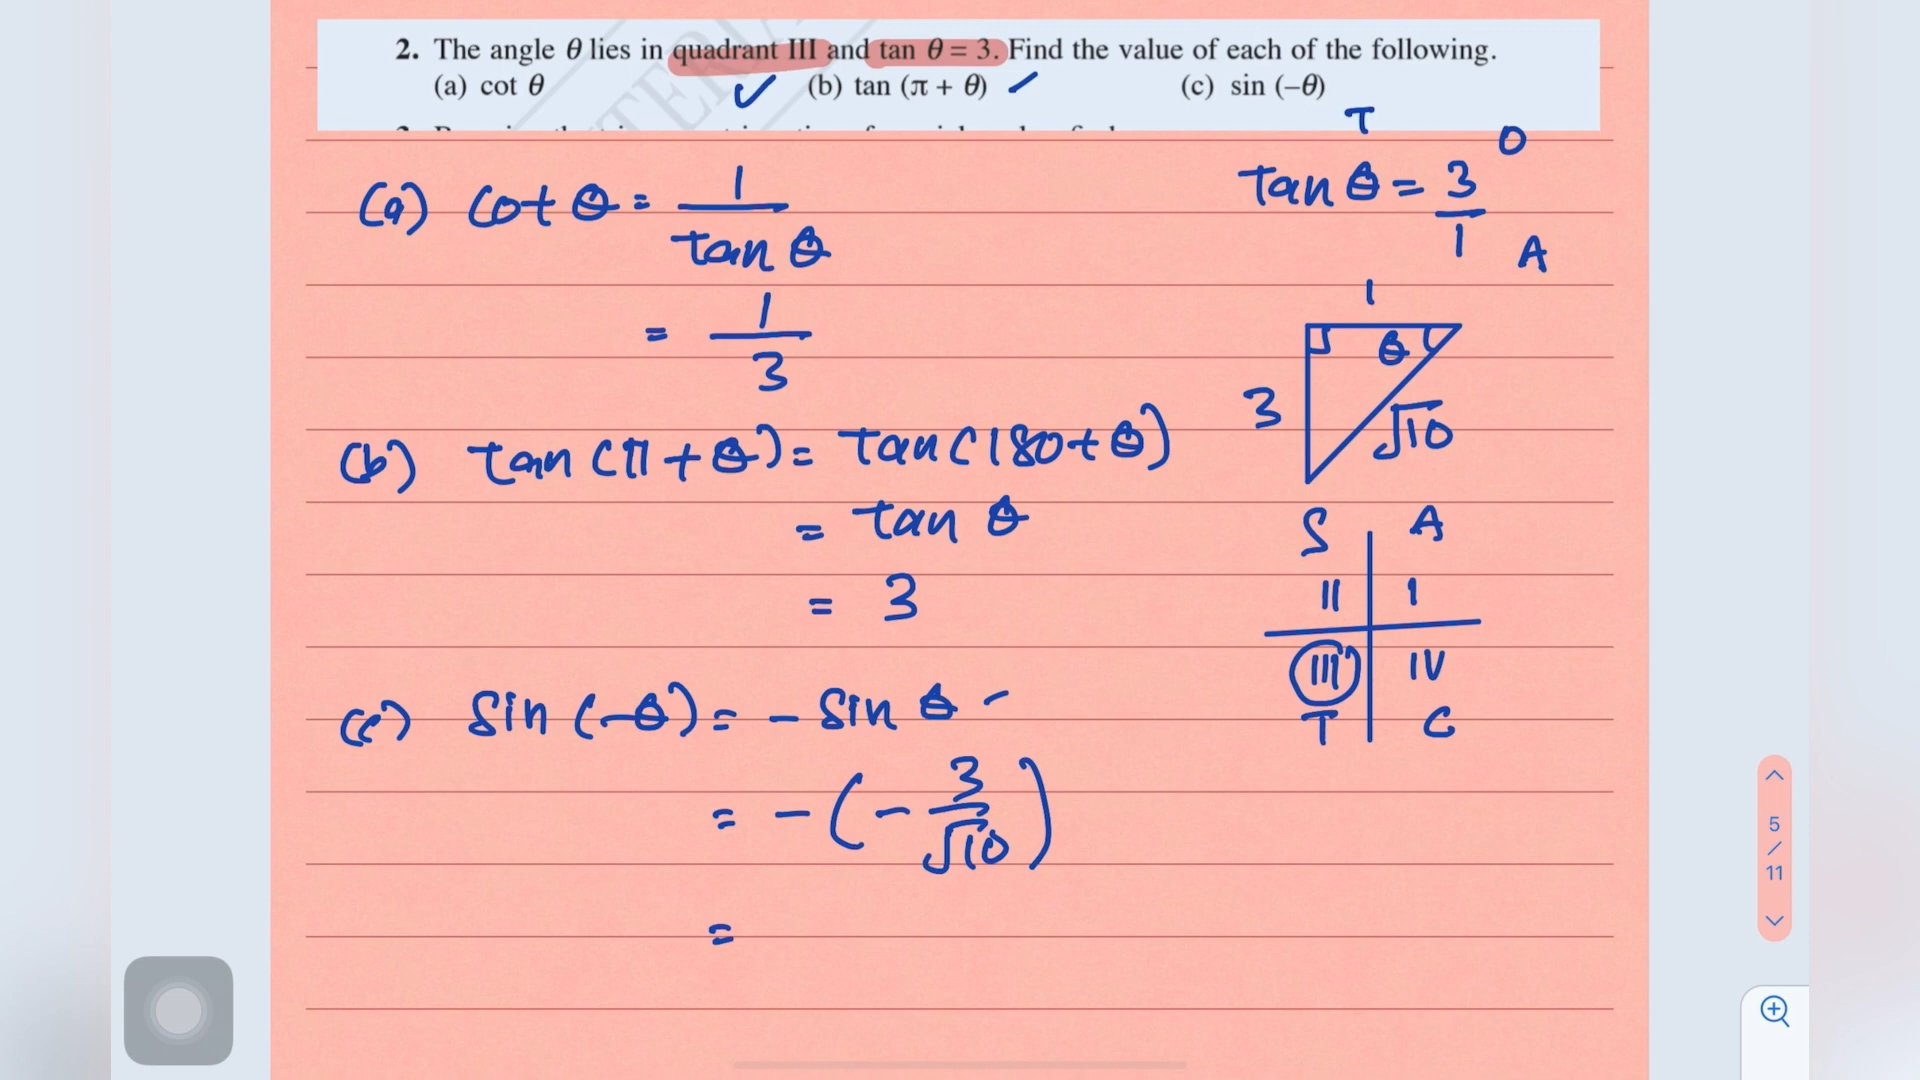 2. The angle θ lies in quadrant III and tan θ = 3. Find the value of each of the following.
(a) cot θ ✓ (b) tan (π + θ) (c) sin (−θ)
T
(a) cot θ = 1/tan θ
= 1/3
(b) tan (π + θ) = tan (180 + θ)
= tan θ
= 3
(c) sin (−θ) = − sin θ −
= − (− 3/√10)
=
tan θ = 3/1
O
A
1
θ
3
√10
S A
II I
III IV
T C
5
/
11